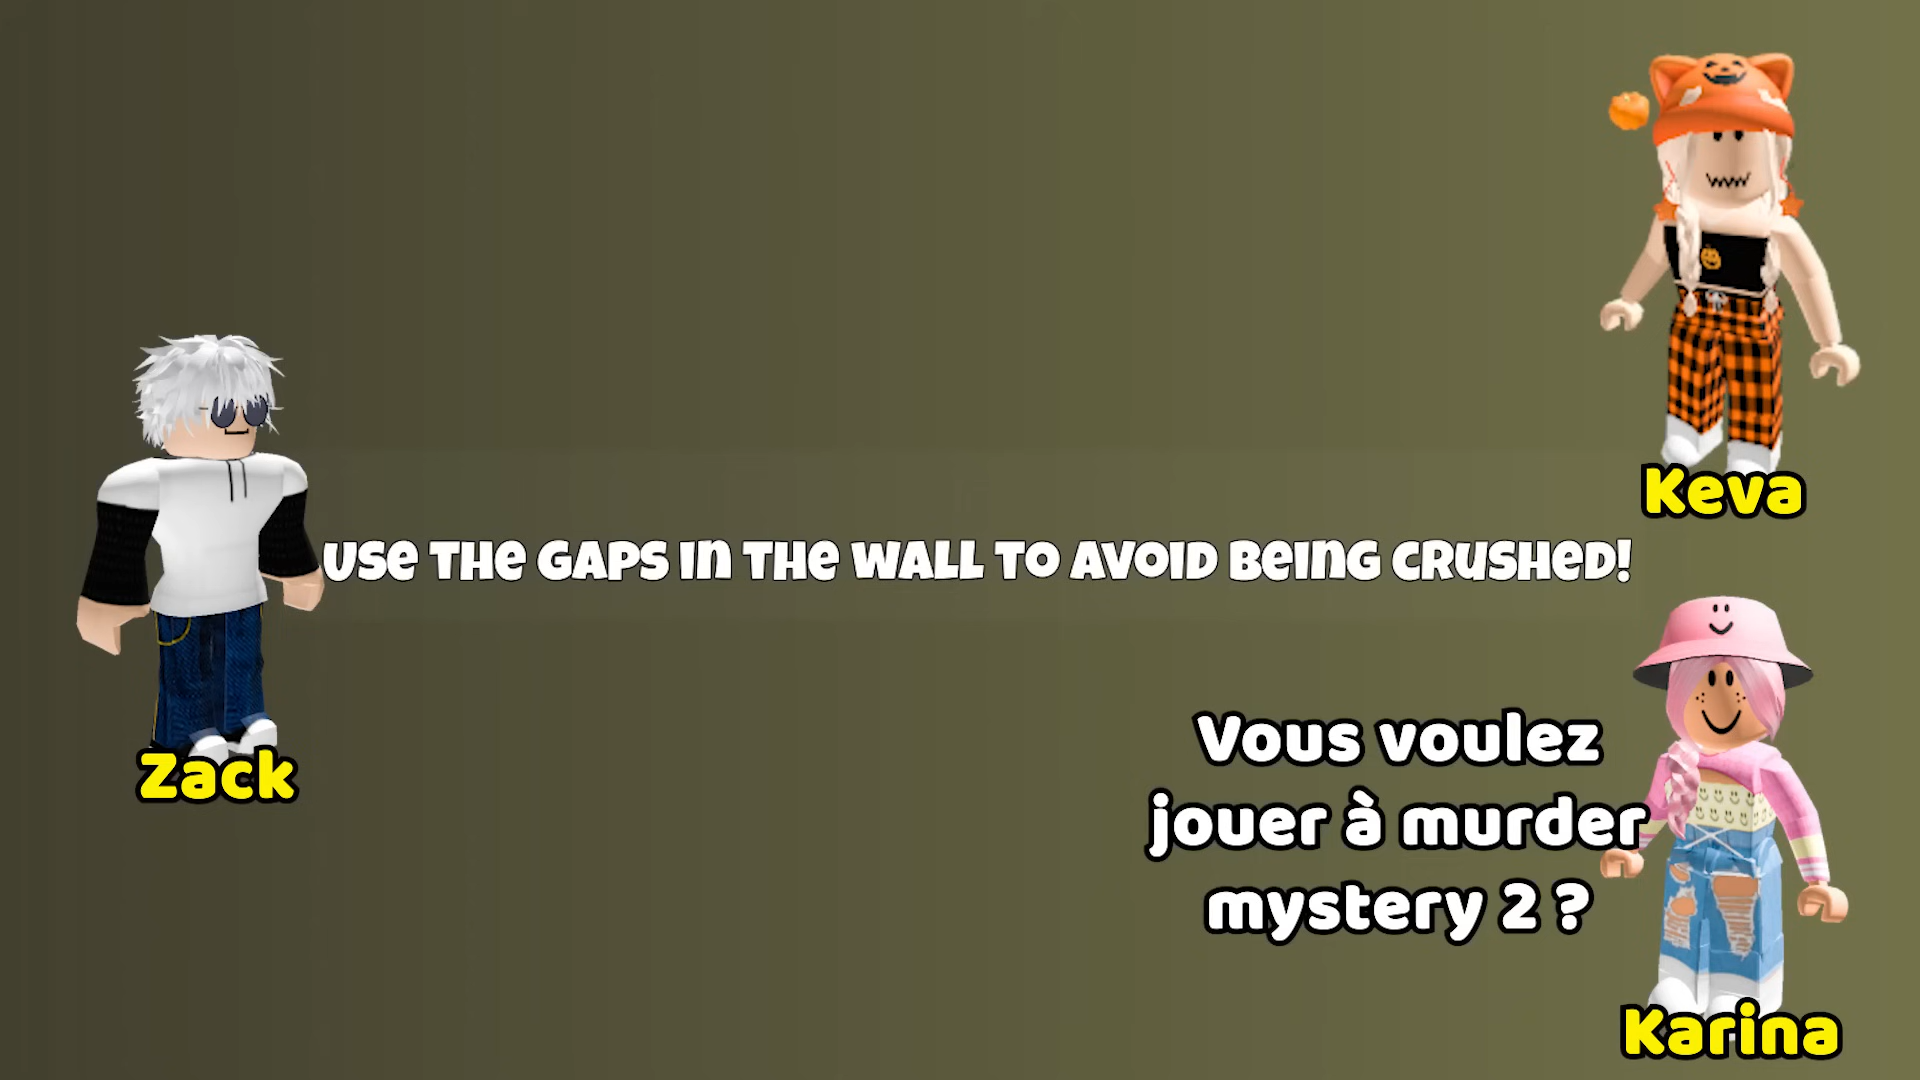 Keva
USE THE GAPS IN THE WALL TO AVOID BEING CRUSHED!
Zack
Vous voulez
jouer à murder
mystery 2 ?
Karina